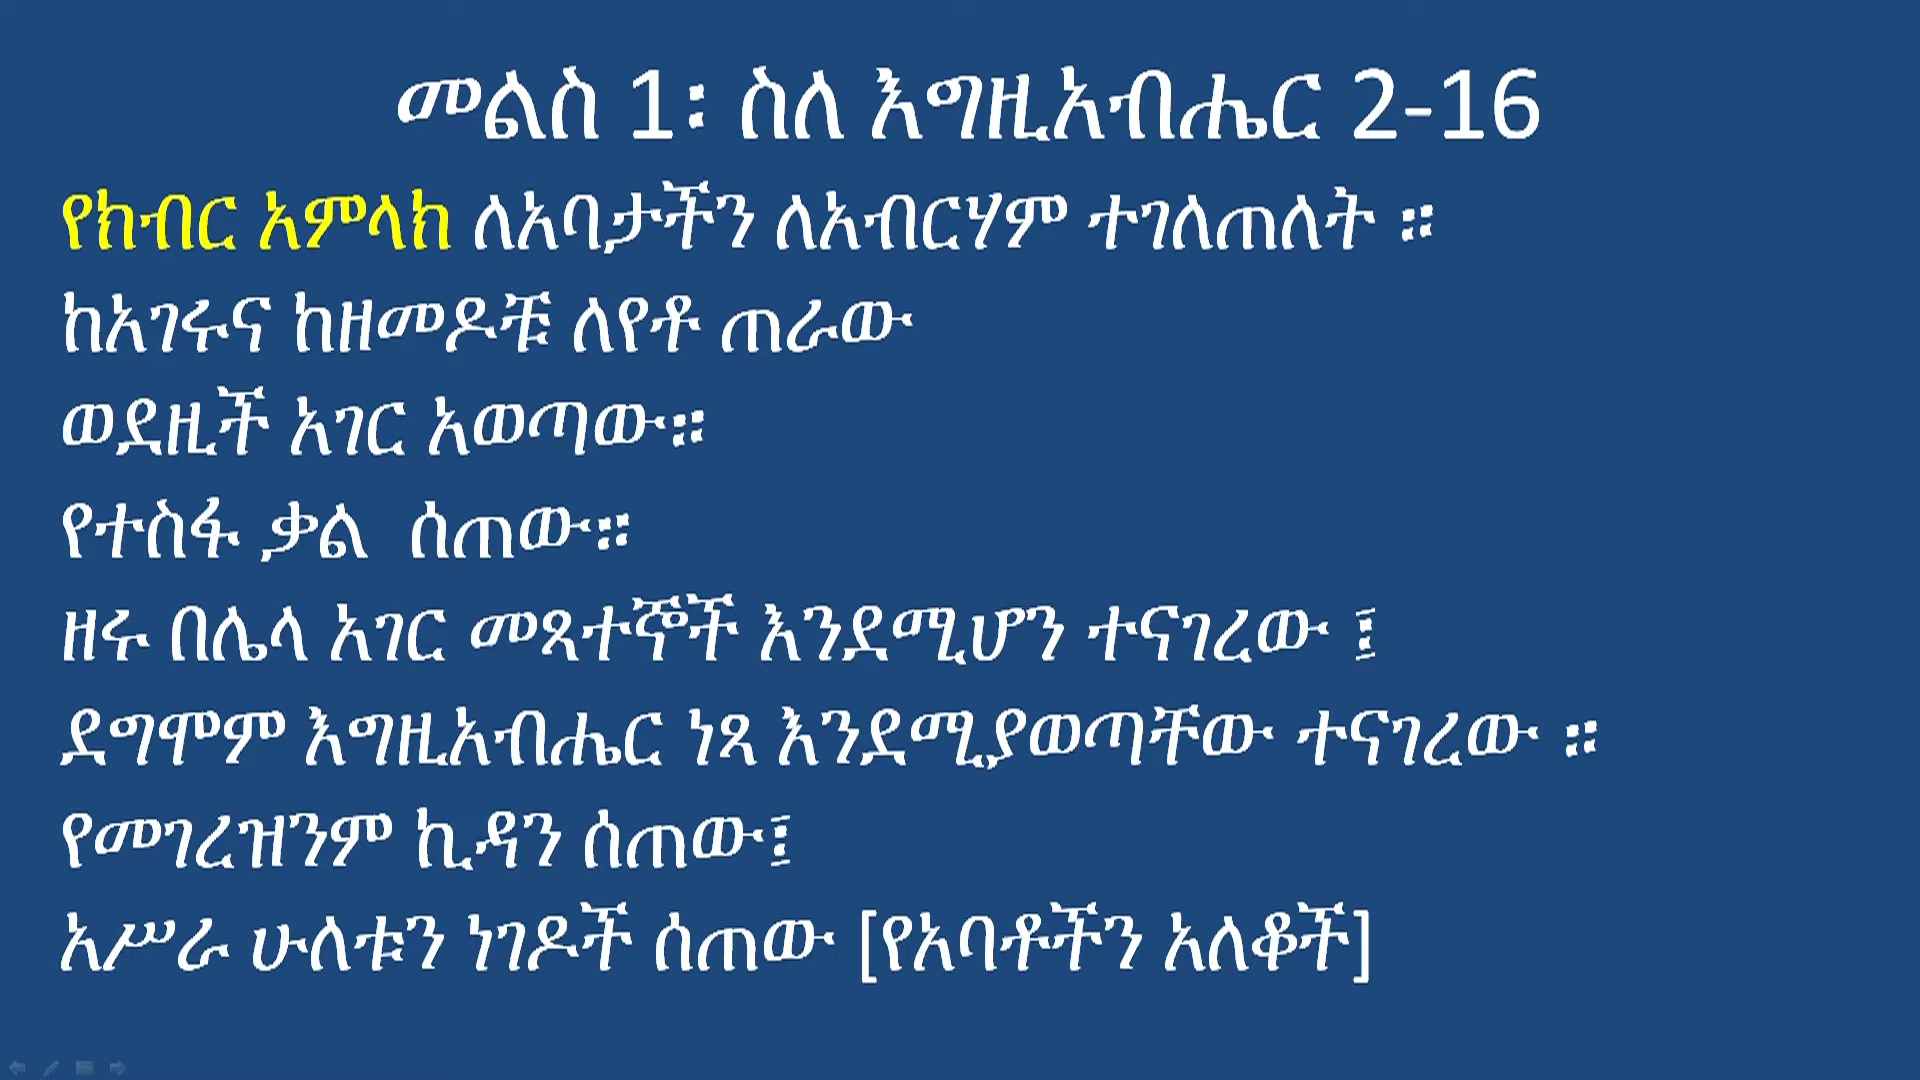 መልስ 1፡ ስለ እግዚአብሔር 2-16
የክብር አምላክ ለአባታችን ለአብርሃም ተገለጠለት ።
ከአገሩና ከዘመዶቹ ለየቶ ጠራው
ወደዚች አገር አወጣው።
የተስፋ ቃል ሰጠው።
ዘሩ በሌላ አገር መጻተኞች እንደሚሆን ተናገረው ፤
ደግሞም እግዚአብሔር ነጻ እንደሚያወጣቸው ተናገረው ።
የመገረዝንም ኪዳን ሰጠው፤
አሥራ ሁለቱን ነገዶች ሰጠው [የአባቶችን አለቆች]